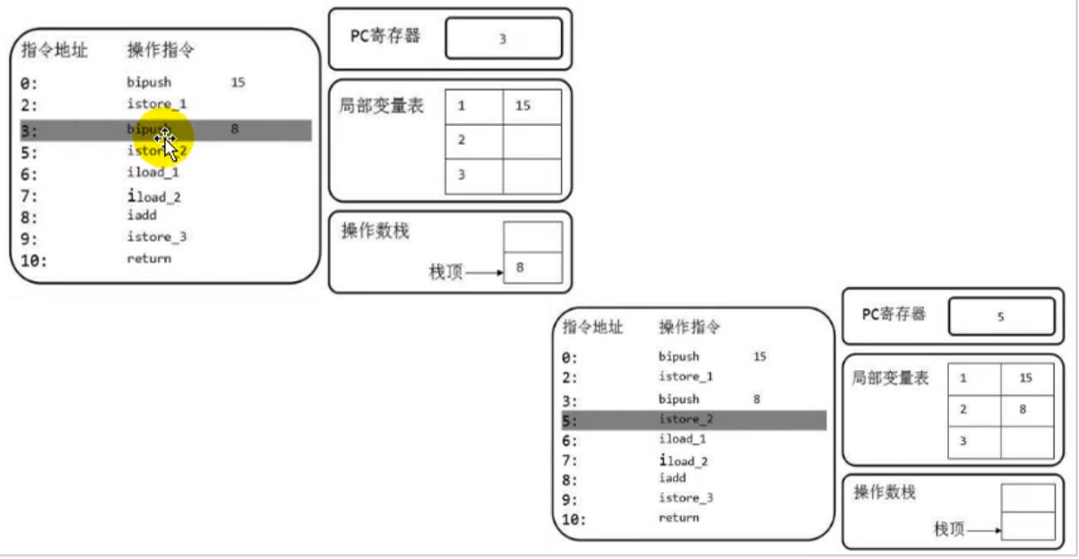 指令地址 操作指令
0: bipush 15
2: istore_1
3: bipush 8
5: istore_2
6: iload_1
7: iload_2
8: iadd
9: istore_3
10: return
PC寄存器 3
局部变量表 1 15
2
3
操作数栈
栈顶 8
指令地址 操作指令
0: bipush 15
2: istore_1
3: bipush 8
5: istore_2
6: iload_1
7: iload_2
8: iadd
9: istore_3
10: return
PC寄存器 5
局部变量表 1 15
2 8
3
操作数栈
栈顶